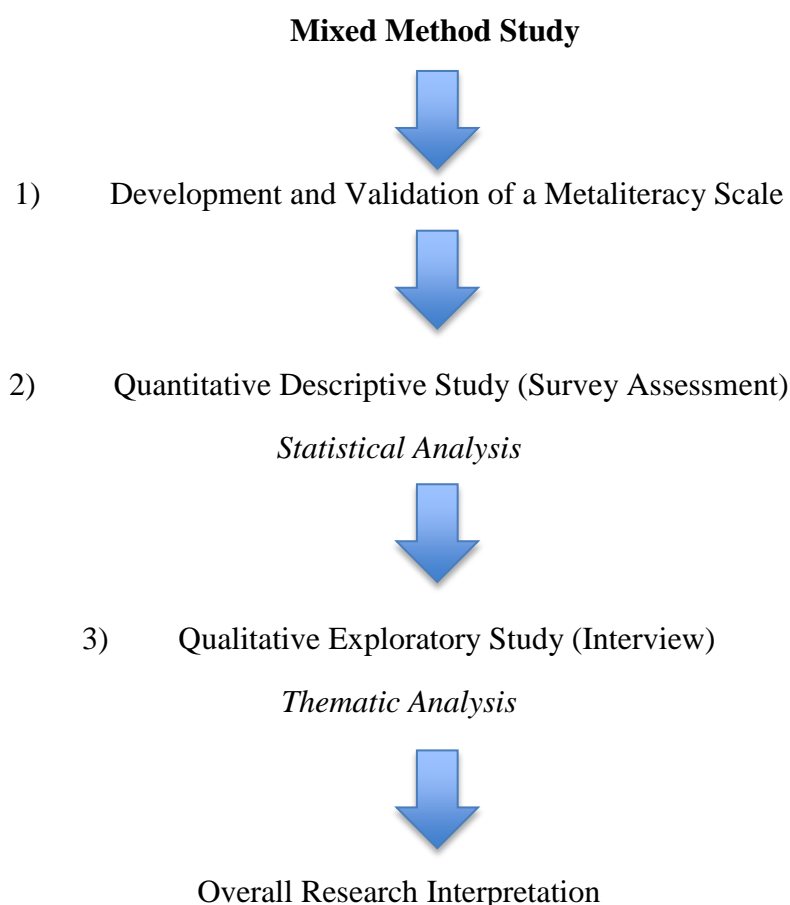 Mixed Method Study
1) Development and Validation of a Metaliteracy Scale
2) Quantitative Descriptive Study (Survey Assessment)
Statistical Analysis
3) Qualitative Exploratory Study (Interview)
Thematic Analysis
Overall Research Interpretation